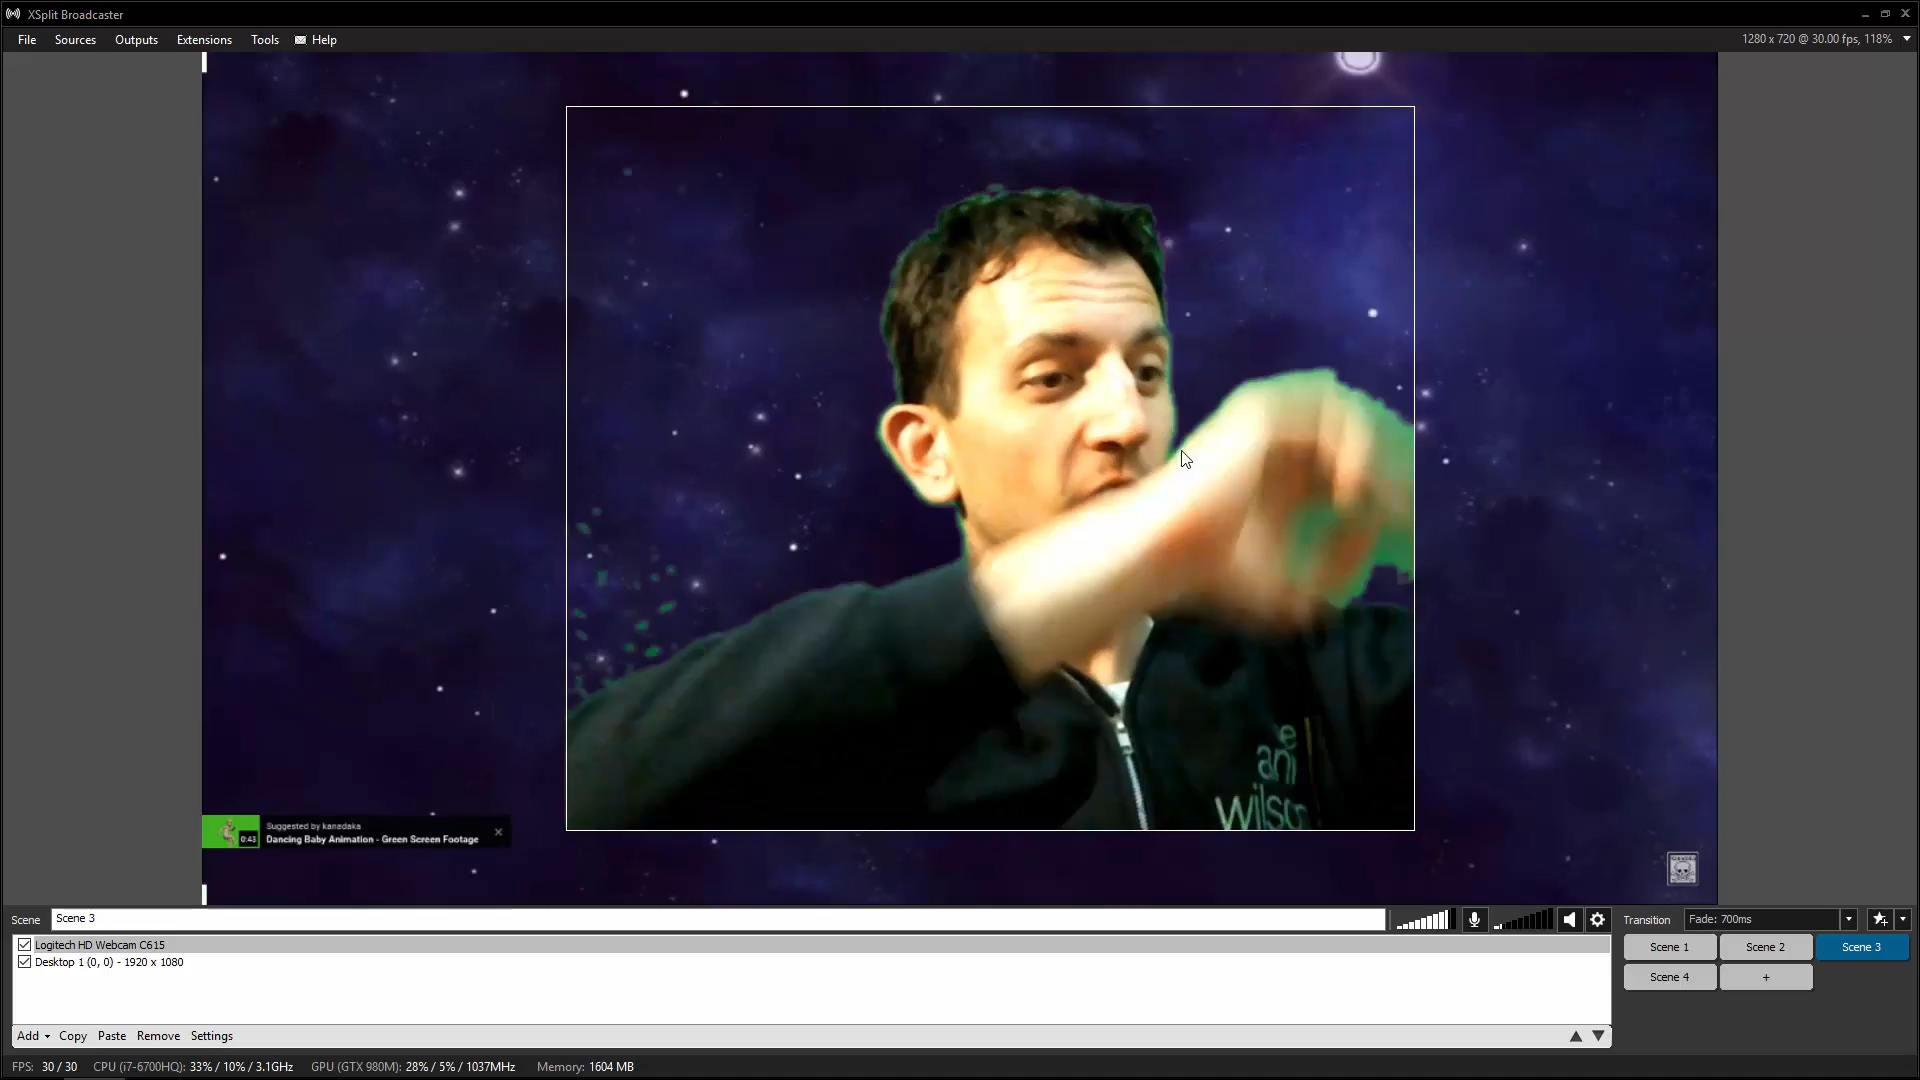 XSplit Broadcaster
File Sources Outputs Extensions Tools Help
1280 x 720 @ 30.00 fps, 118%
ani
wilso
Suggested by kanadaka
0:43
Dancing Baby Animation - Green Screen Footage
Scene Scene 3
Transition Fade: 700ms
Logitech HD Webcam C615
Desktop 1 (0, 0) - 1920 x 1080
Scene 1 Scene 2 Scene 3
Scene 4 +
Add Copy Paste Remove Settings
FPS: 30 / 30 CPU (i7-6700HQ): 33% / 10% / 3.1GHz GPU (GTX 980M): 28% / 5% / 1037MHz Memory: 1604 MB